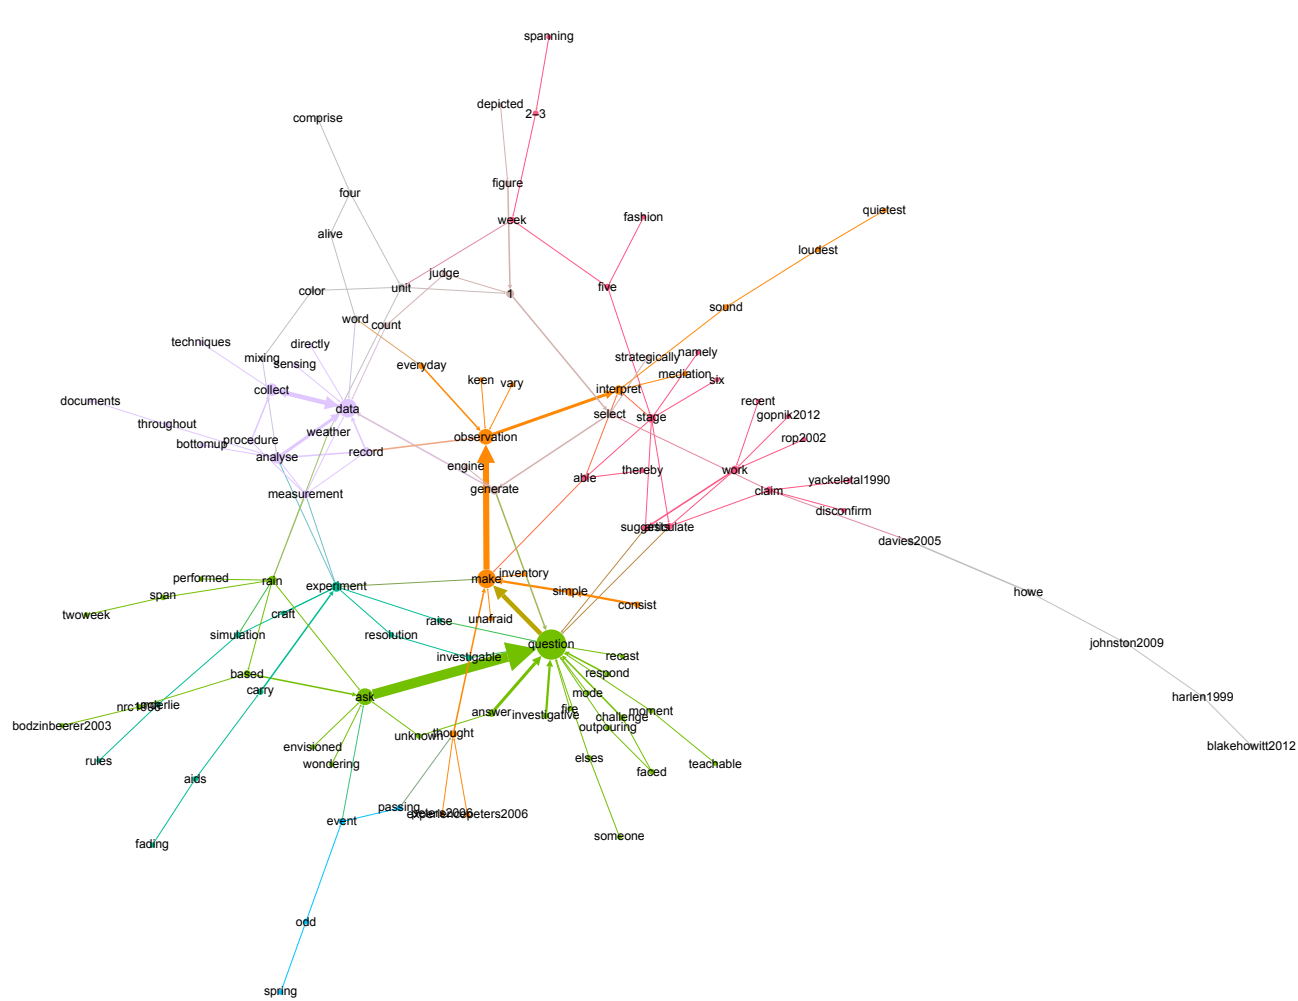 spanning
depicted
2–3
comprise
figure
four
quietest
week
fashion
alive
loudest
judge
unit
five
color
1
sound
word
count
techniques
directly
namely
mixing
strategically
sensing
everyday
mediation
keen
vary
six
collect
interpret
documents
data
recent
select
stage
gopnik2012
throughout
weather
bottomup
procedure
observation
rop2002
analyse
record
engine
thereby
work
able
yackeletal1990
measurement
generate
claim
disconfirm
suggests
articulate
davies2005
inventory
performed
rain
experiment
make
simple
howe
span
consist
twoweek
craft
unafraid
simulation
raise
resolution
question
johnston2009
investigable
recast
based
respond
carry
ask
mode
harlen1999
nrc1996
underlie
answer
investigative
fire
moment
challenge
bodzinbeerer2003
outpouring
unknown
thought
envisioned
blakehowitt2012
rules
wondering
elses
faced
teachable
aids
passing
experiencepeters2006
event
someone
fading
odd
spring